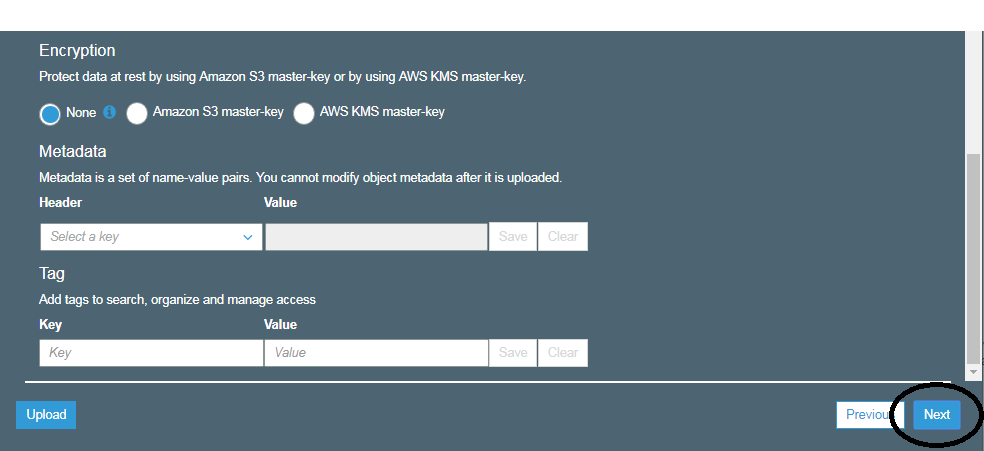 Encryption
Protect data at rest by using Amazon S3 master-key or by using AWS KMS master-key.
None Amazon S3 master-key AWS KMS master-key
Metadata
Metadata is a set of name-value pairs. You cannot modify object metadata after it is uploaded.
Header Value
Select a key Save Clear
Tag
Add tags to search, organize and manage access
Key Value
Key Value Save Clear
Upload Previou Next